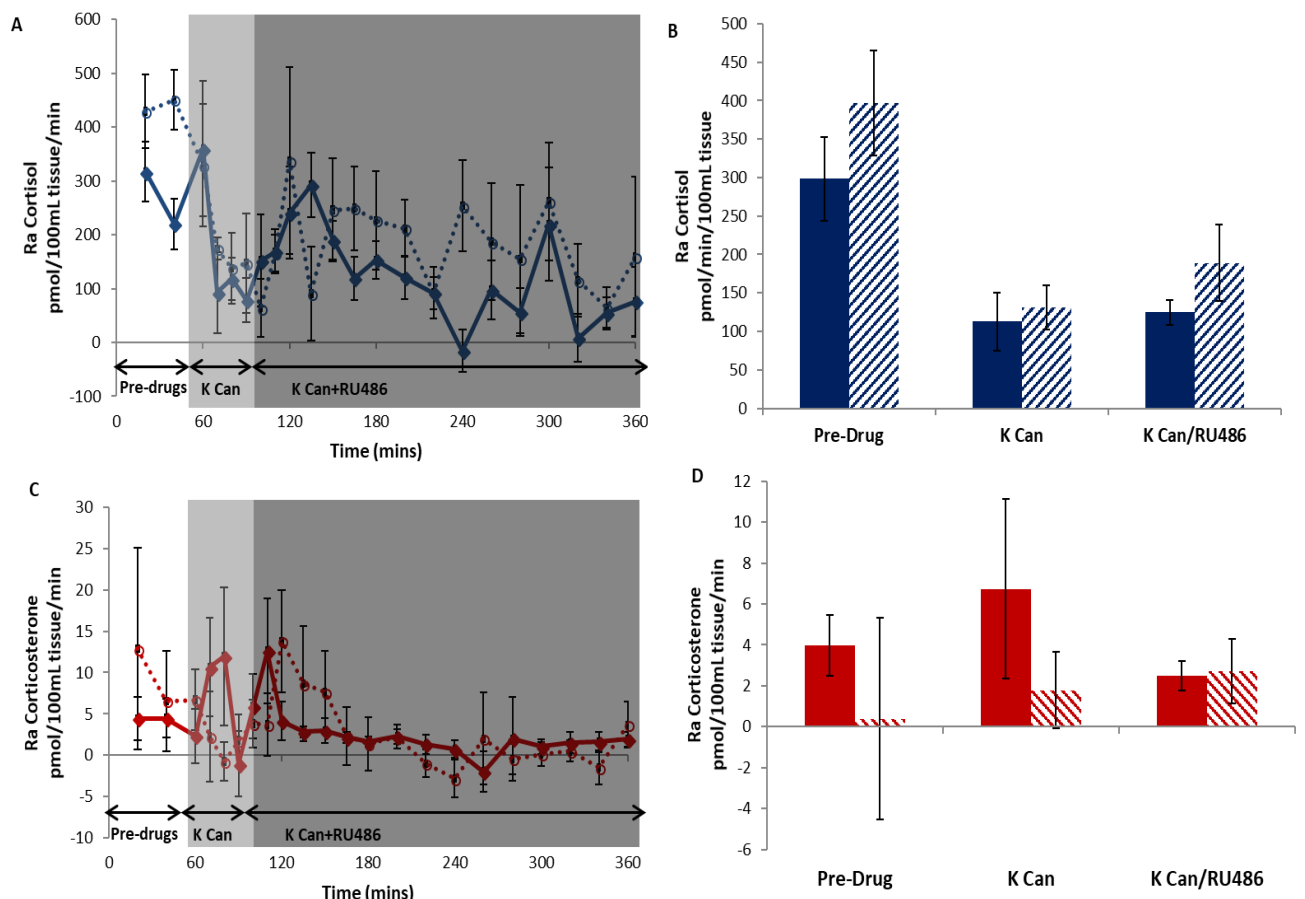 A
Ra Cortisol
pmol/100mL tissue/min
600
500
400
300
200
100
0
-100
Pre-drugs
K Can
K Can+RU486
0
60
120
180
240
300
360
Time (mins)
B
Ra Cortisol
pmol/min/100mL tissue
500
450
400
350
300
250
200
150
100
50
0
Pre-Drug
K Can
K Can/RU486
C
Ra Corticosterone
pmol/100mL tissue/min
30
25
20
15
10
5
0
-5
-10
Pre-drugs
K Can
K Can+RU486
0
60
120
180
240
300
360
Time (mins)
D
Ra Corticosterone
pmol/100mL tissue/min
12
10
8
6
4
2
0
-2
-4
-6
Pre-Drug
K Can
K Can/RU486